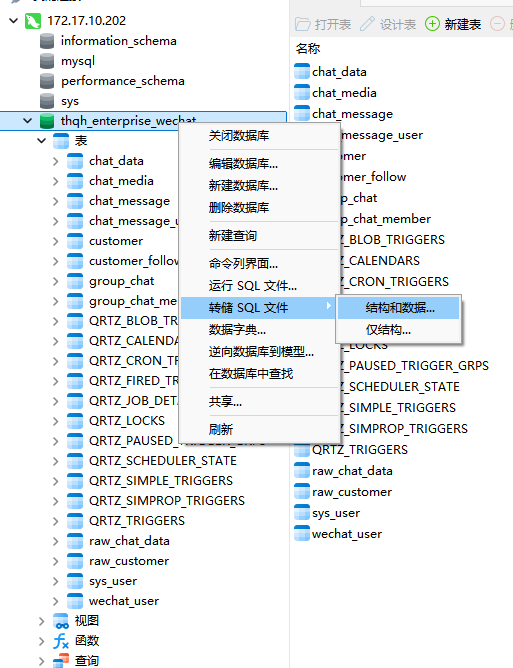 172.17.10.202
information_schema
mysql
performance_schema
sys
thqh_enterprise_wechat
表
chat_data
chat_media
chat_message
chat_message_u
customer
customer_follow
group_chat
group_chat_me
QRTZ_BLOB_TR
QRTZ_CALENDA
QRTZ_CRON_TR
QRTZ_FIRED_TR
QRTZ_JOB_DET
QRTZ_LOCKS
QRTZ_PAUSED_TRIGGER_GRPS
QRTZ_SCHEDULER_STATE
QRTZ_SIMPLE_TRIGGERS
QRTZ_SIMPROP_TRIGGERS
QRTZ_TRIGGERS
raw_chat_data
raw_customer
sys_user
wechat_user
视图
函数
查询
关闭数据库
编辑数据库...
新建数据库...
删除数据库
新建查询
命令列界面...
运行 SQL 文件...
转储 SQL 文件
数据字典...
逆向数据库到模型...
在数据库中查找
共享...
刷新
结构和数据...
仅结构...
打开表 设计表 新建表
名称
chat_data
chat_media
chat_message
message_user
omer
omer_follow
p_chat
p_chat_member
Z_BLOB_TRIGGERS
Z_CALENDARS
Z_CRON_TRIGGERS
Z_LOCKS
Z_PAUSED_TRIGGER_GRPS
Z_SCHEDULER_STATE
Z_SIMPLE_TRIGGERS
Z_SIMPROP_TRIGGERS
QRTZ_TRIGGERS
raw_chat_data
raw_customer
sys_user
wechat_user